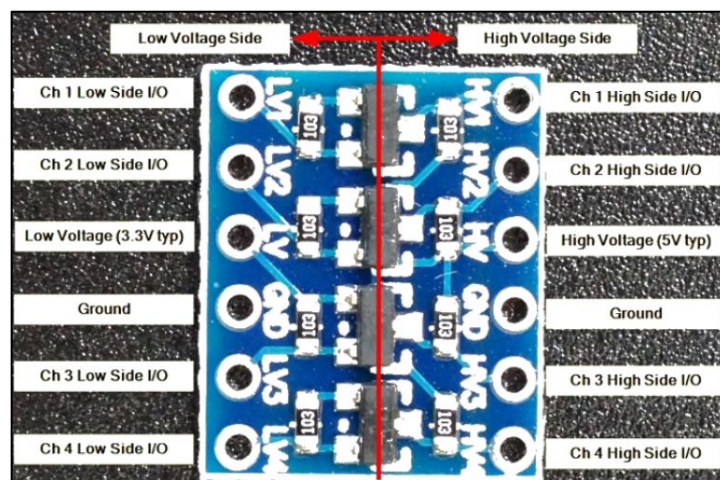 Low Voltage Side
High Voltage Side
Ch 1 Low Side I/O
LV1
103
103
HV1
Ch 1 High Side I/O
Ch 2 Low Side I/O
LV2
HV2
Ch 2 High Side I/O
Low Voltage (3.3V typ)
LV
103
103
HV
High Voltage (5V typ)
Ground
GND
103
103
GND
Ground
Ch 3 Low Side I/O
LV3
HV3
Ch 3 High Side I/O
Ch 4 Low Side I/O
LV4
103
103
HV4
Ch 4 High Side I/O